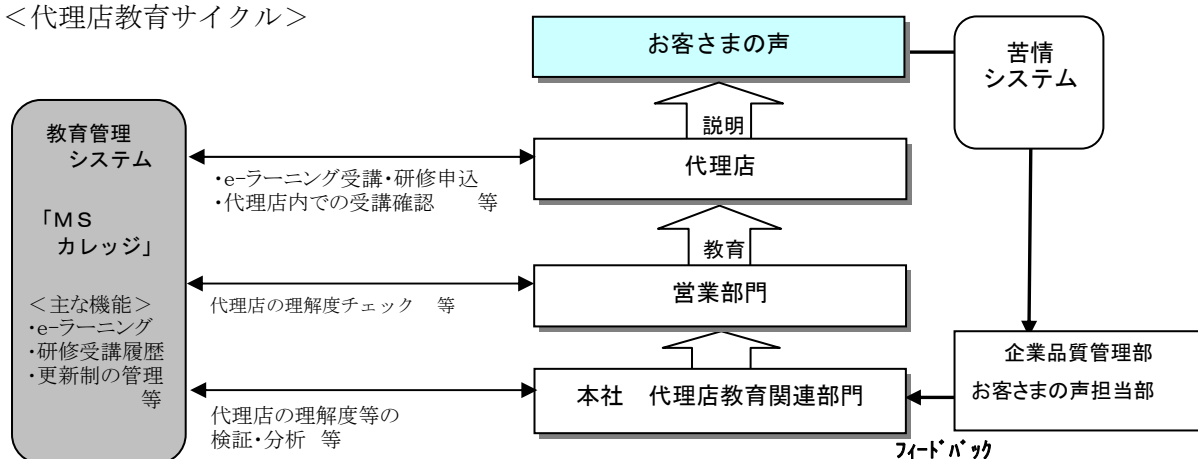 ＜代理店教育サイクル＞
お客さまの声
苦情
システム
説明
教育管理
システム
「ＭＳ
カレッジ」
＜主な機能＞
・e-ラーニング
・研修受講履歴
・更新制の管理
等
代理店
・e-ラーニング受講・研修申込
・代理店内での受講確認　等
教育
営業部門
代理店の理解度チェック　等
本社　代理店教育関連部門
代理店の理解度等の
検証・分析　等
企業品質管理部
お客さまの声担当部
フィードバック